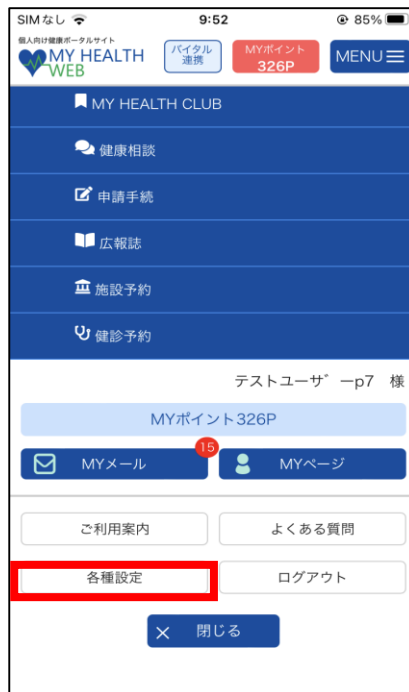 SIMなし 9:52 85%
個人向け健康ポータルサイト
MY HEALTH WEB
バイタル連携
MYポイント
326P
MENU
MY HEALTH CLUB
健康相談
申請手続
広報誌
施設予約
健診予約
テストユーザーp7 様
MYポイント326P
15
MYメール MYページ
ご利用案内 よくある質問
各種設定 ログアウト
× 閉じる